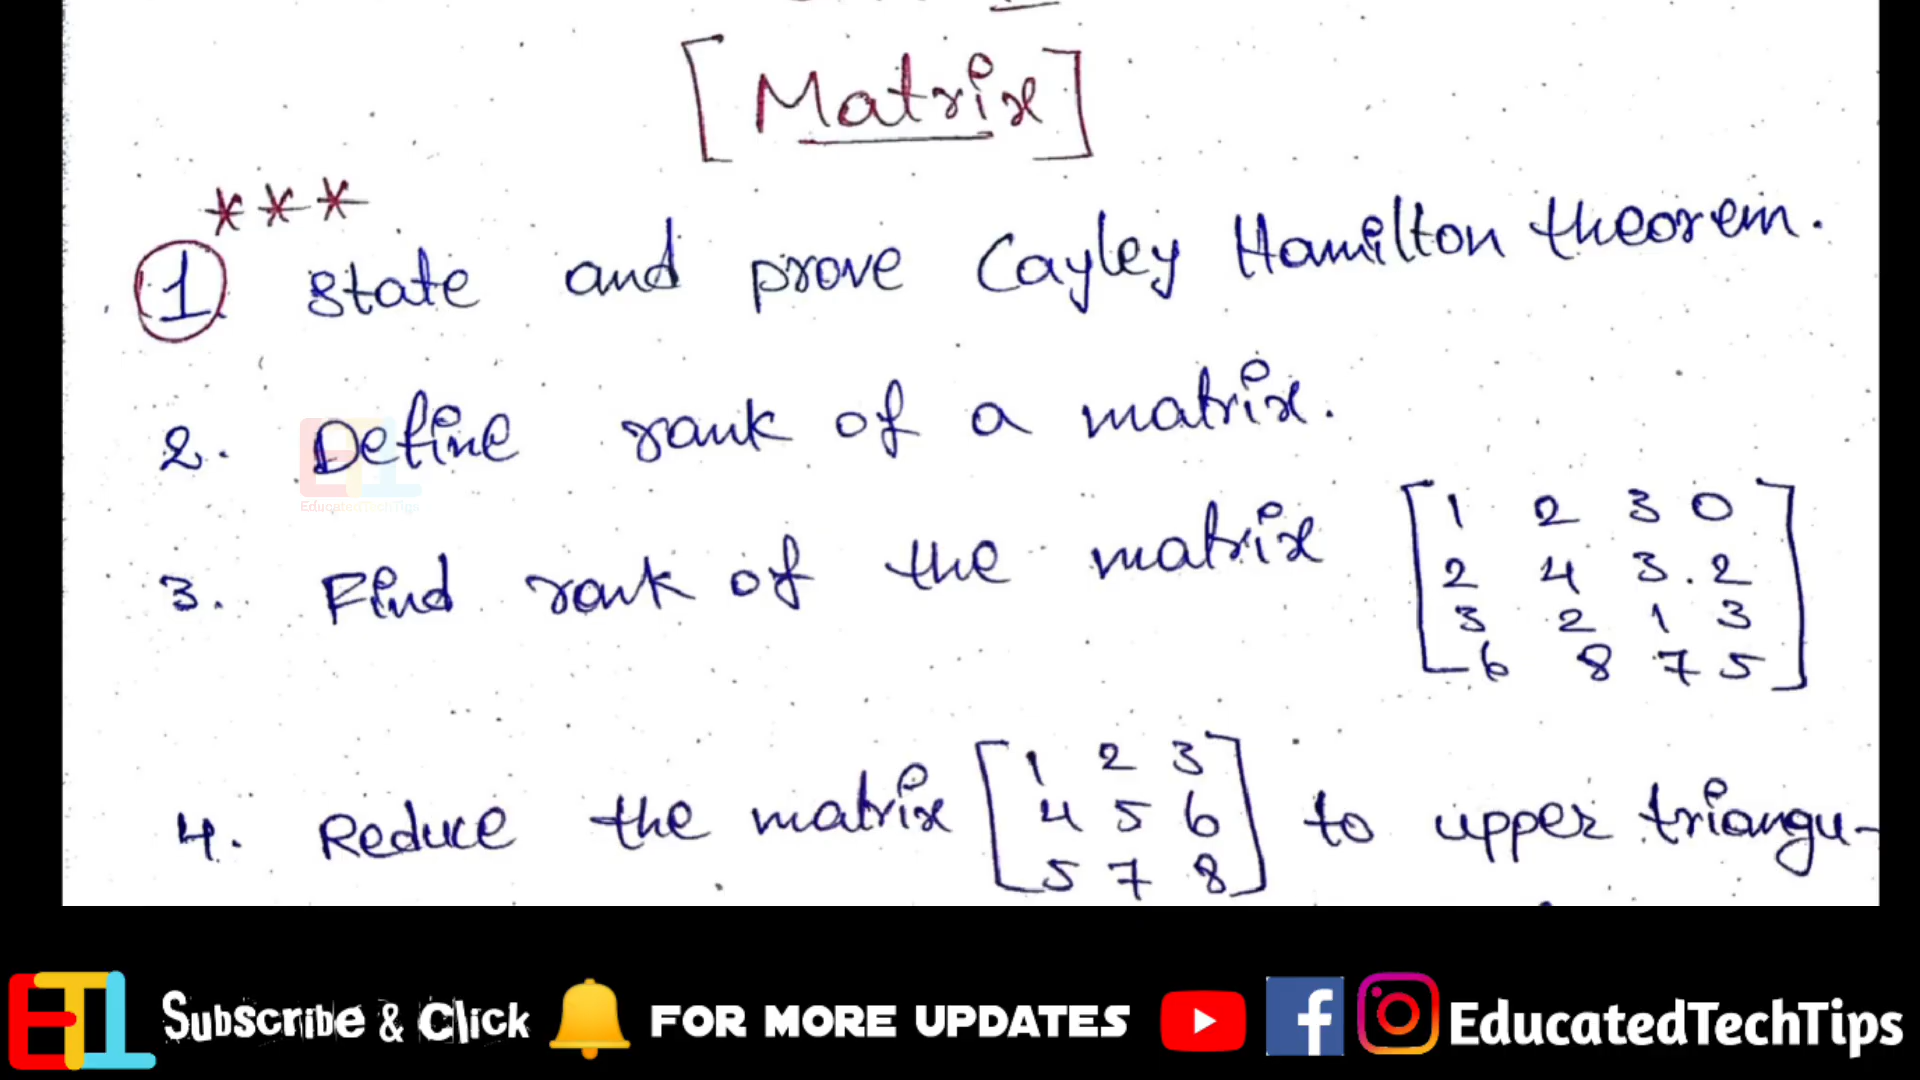 [Matrix]
***
1 State and prove Cayley Hamilton theorem.
2. Define rank of a matrix.
EducatedTechTips
3. Find rank of the matrix [1 2 3 0
2 4 3 2
3 2 1 3
6 8 7 5]
4. Reduce the matrix [1 2 3
4 5 6
5 7 8] to upper triangu-
ETT Subscribe & Click FOR MORE UPDATES f EducatedTechTips